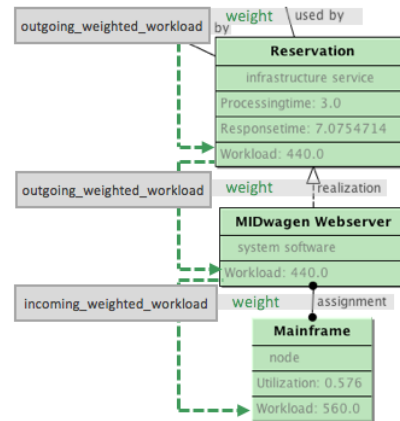 outgoing_weighted_workload weight used by
by
Reservation
infrastructure service
Processingtime: 3.0
Responsetime: 7.0754714
Workload: 440.0
outgoing_weighted_workload weight realization
MIDwagen Webserver
system software
Workload: 440.0
incoming_weighted_workload weight assignment
Mainframe
node
Utilization: 0.576
Workload: 560.0